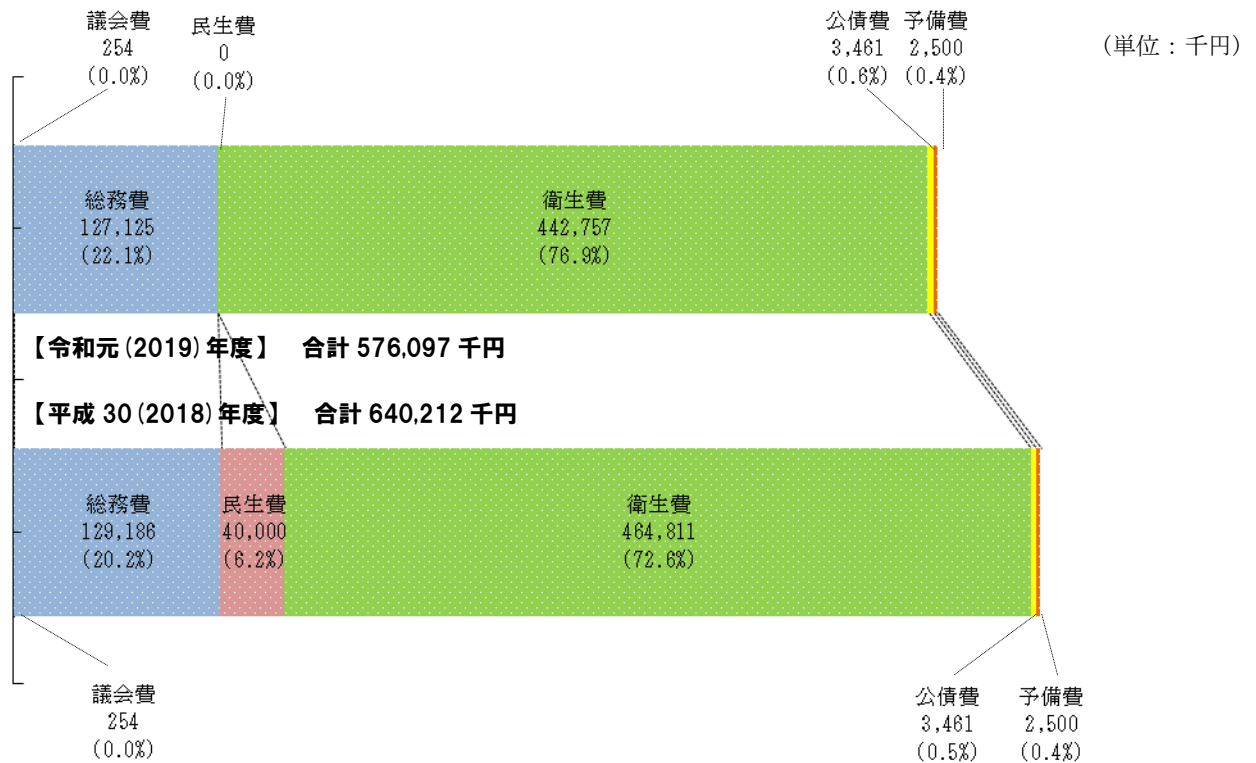 議会費
254
(0.0%)
民生費
0
(0.0%)
公債費
3,461
(0.6%)
予備費
2,500
(0.4%)
(単位：千円)
総務費
127,125
(22.1%)
衛生費
442,757
(76.9%)
【令和元(2019)年度】 合計 576,097 千円
【平成 30(2018)年度】 合計 640,212 千円
総務費
129,186
(20.2%)
民生費
40,000
(6.2%)
衛生費
464,811
(72.6%)
議会費
254
(0.0%)
公債費
3,461
(0.5%)
予備費
2,500
(0.4%)